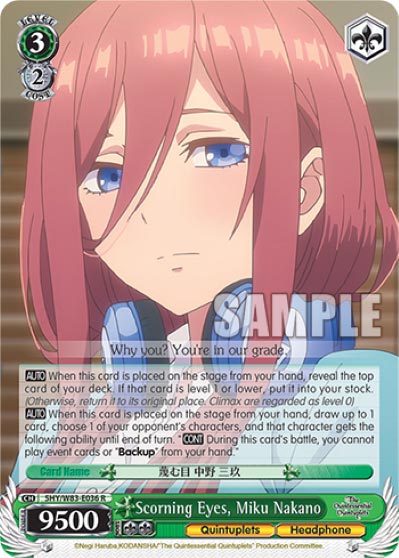 LEVEL
3
2
COST
SAMPLE
Why you? You're in our grade.
AUTO When this card is placed on the stage from your hand, reveal the top
card of your deck. If that card is level 1 or lower, put it into your stock.
(Otherwise, return it to its original place. Climax are regarded as level 0)
AUTO When this card is placed on the stage from your hand, draw up to 1
card, choose 1 of your opponent's characters, and that character gets the
following ability until end of turn. "CONT During this card's battle, you cannot
play event cards or "Backup" from your hand."
Card Name 蔑む目 中野 三玖
CH 5HY/W83-E036 R
Scorning Eyes, Miku Nakano
The
Quintessential
Quintuplets
9500
Quintuplets Headphone
©Negi Haruba,KODANSHA/"The Quintessential Quintuplets" Production Committee